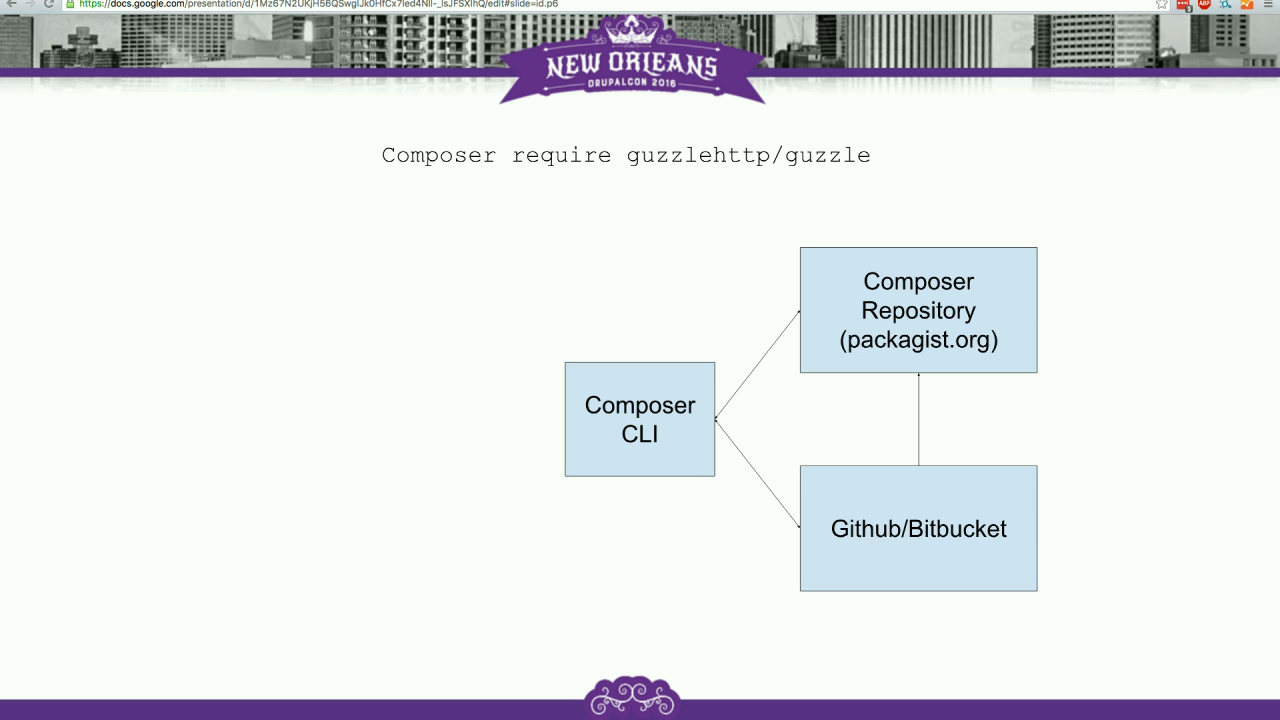 NEW ORLEANS
DRUPALCON 2016
Composer require guzzlehttp/guzzle
Composer
Repository
(packagist.org)
Composer
CLI
Github/Bitbucket